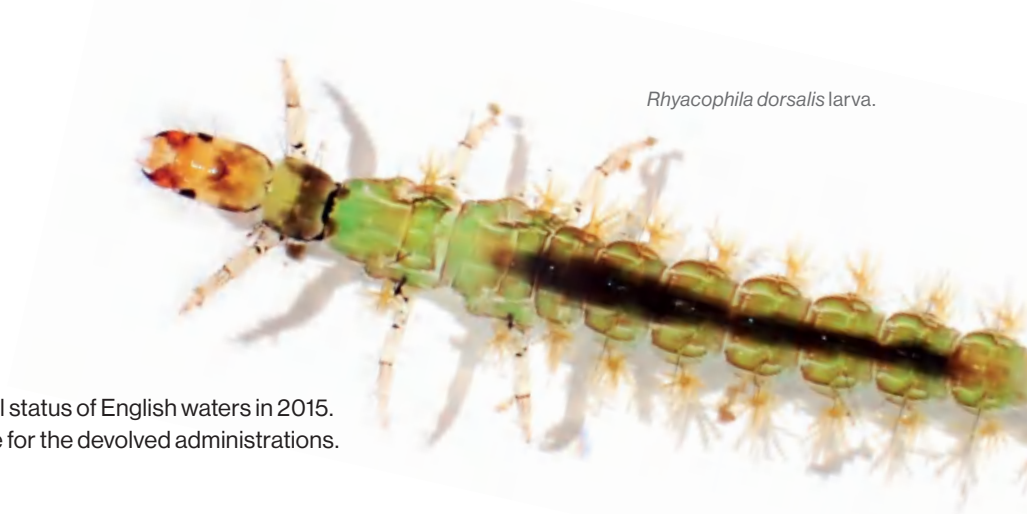 Rhyacophila dorsalis larva.
status of English waters in 2015.
for the devolved administrations.